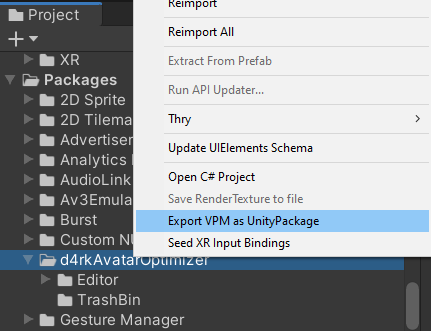 Project
XR
Packages
2D Sprite
2D Tilema
Advertiser
Analytics
AudioLink
Av3Emula
Burst
Custom NU
d4rkAvatarOptimizer
Editor
TrashBin
Gesture Manager
Reimport
Reimport All
Extract From Prefab
Run API Updater...
Thry
Update UIElements Schema
Open C# Project
Save RenderTexture to file
Export VPM as UnityPackage
Seed XR Input Bindings